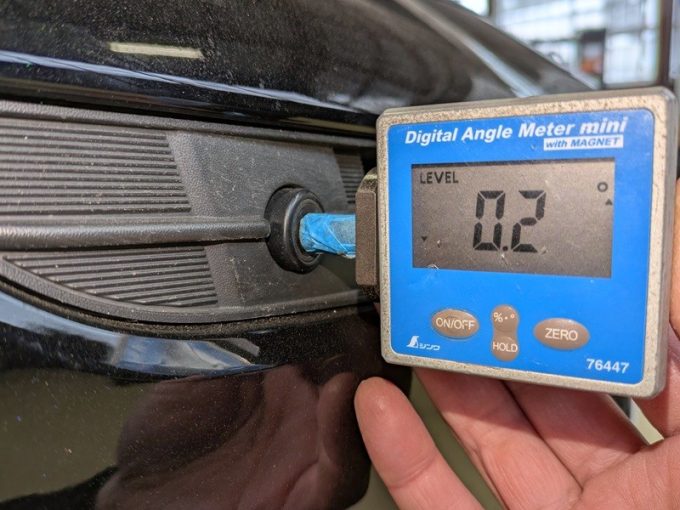 Digital Angle Meter mini
with MAGNET
LEVEL
0.2
°
ON/OFF
%・°
HOLD
ZERO
シンワ
76447